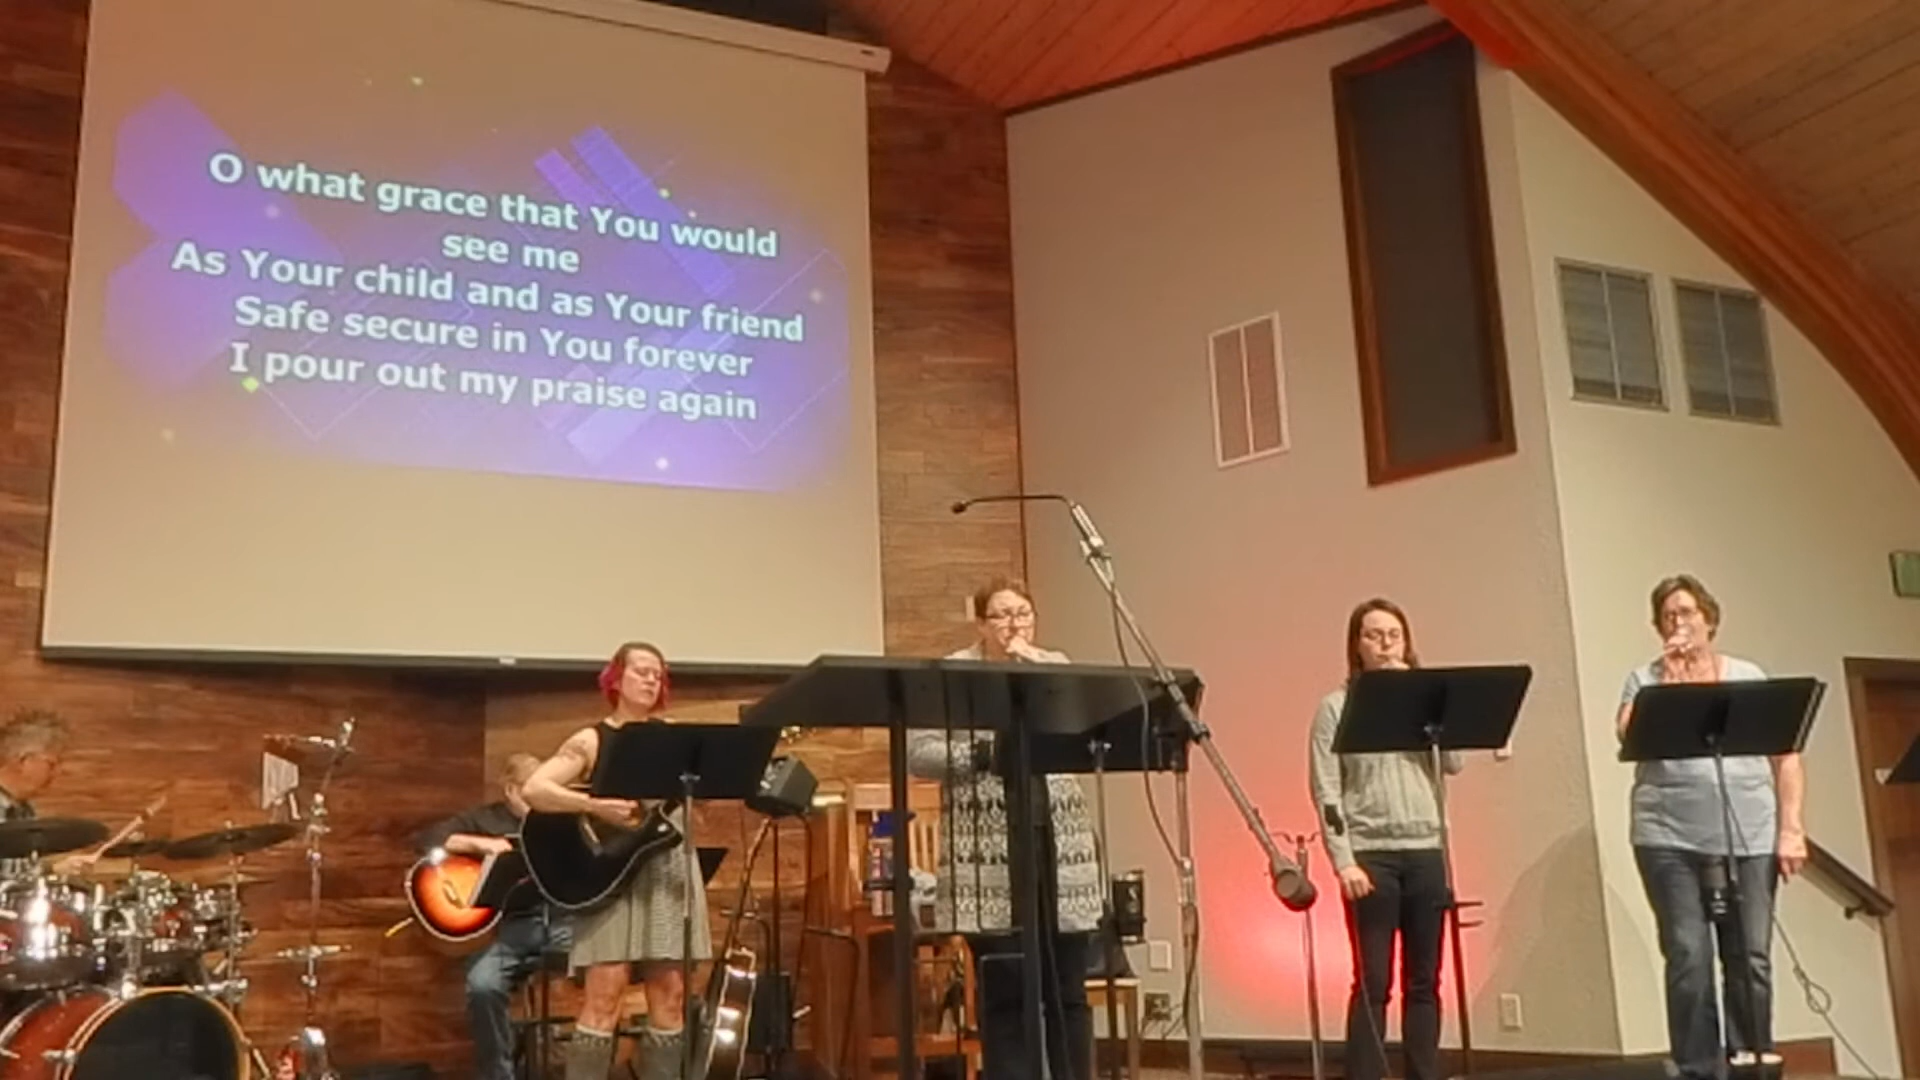 O what grace that You would
see me
As Your child and as Your friend
Safe secure in You forever
I pour out my praise again